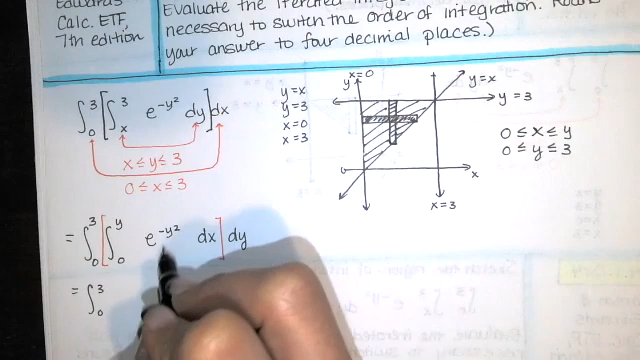 Edwards
Calc. ETF,
7th edition
Evaluate the iterated
necessary to switch the order of integration.
your answer to four decimal places.)
∫₀³[∫ₓ³ e^{-y²} dy]dx
x ≤ y ≤ 3
0 ≤ x ≤ 3
y=x
y=3
x=0
x=3
x=0
y
y=x
y=3
x
x=3
0 ≤ x ≤ y
0 ≤ y ≤ 3
= ∫₀³[∫₀ʸ e^{-y²} dx]dy
= ∫₀³